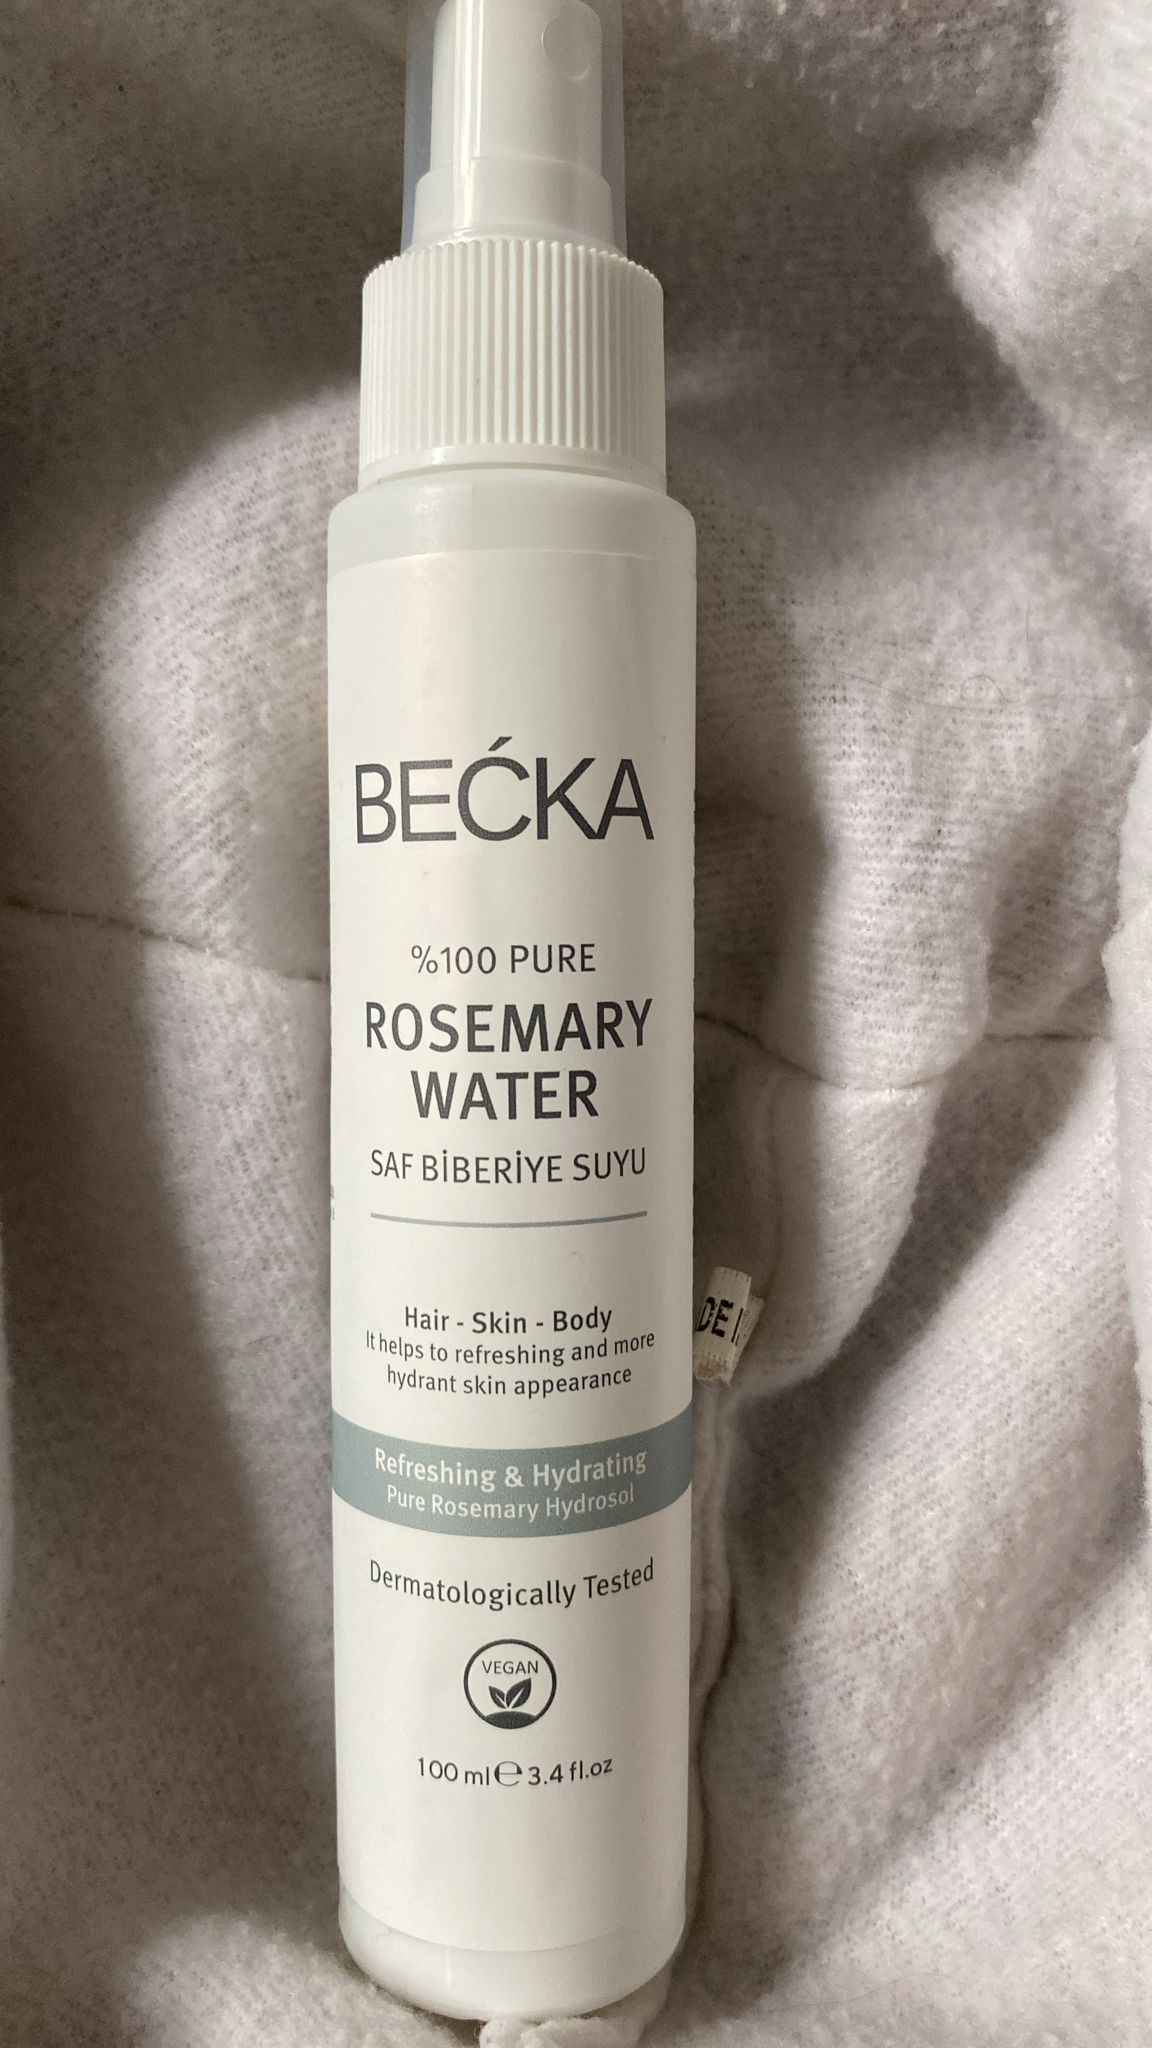 BEĆKA
%100 PURE
ROSEMARY
WATER
SAF BİBERİYE SUYU
Hair - Skin - Body
It helps to refreshing and more
hydrant skin appearance
Refreshing & Hydrating
Pure Rosemary Hydrosol
Dermatologically Tested
VEGAN
100 ml ℮ 3.4 fl.oz